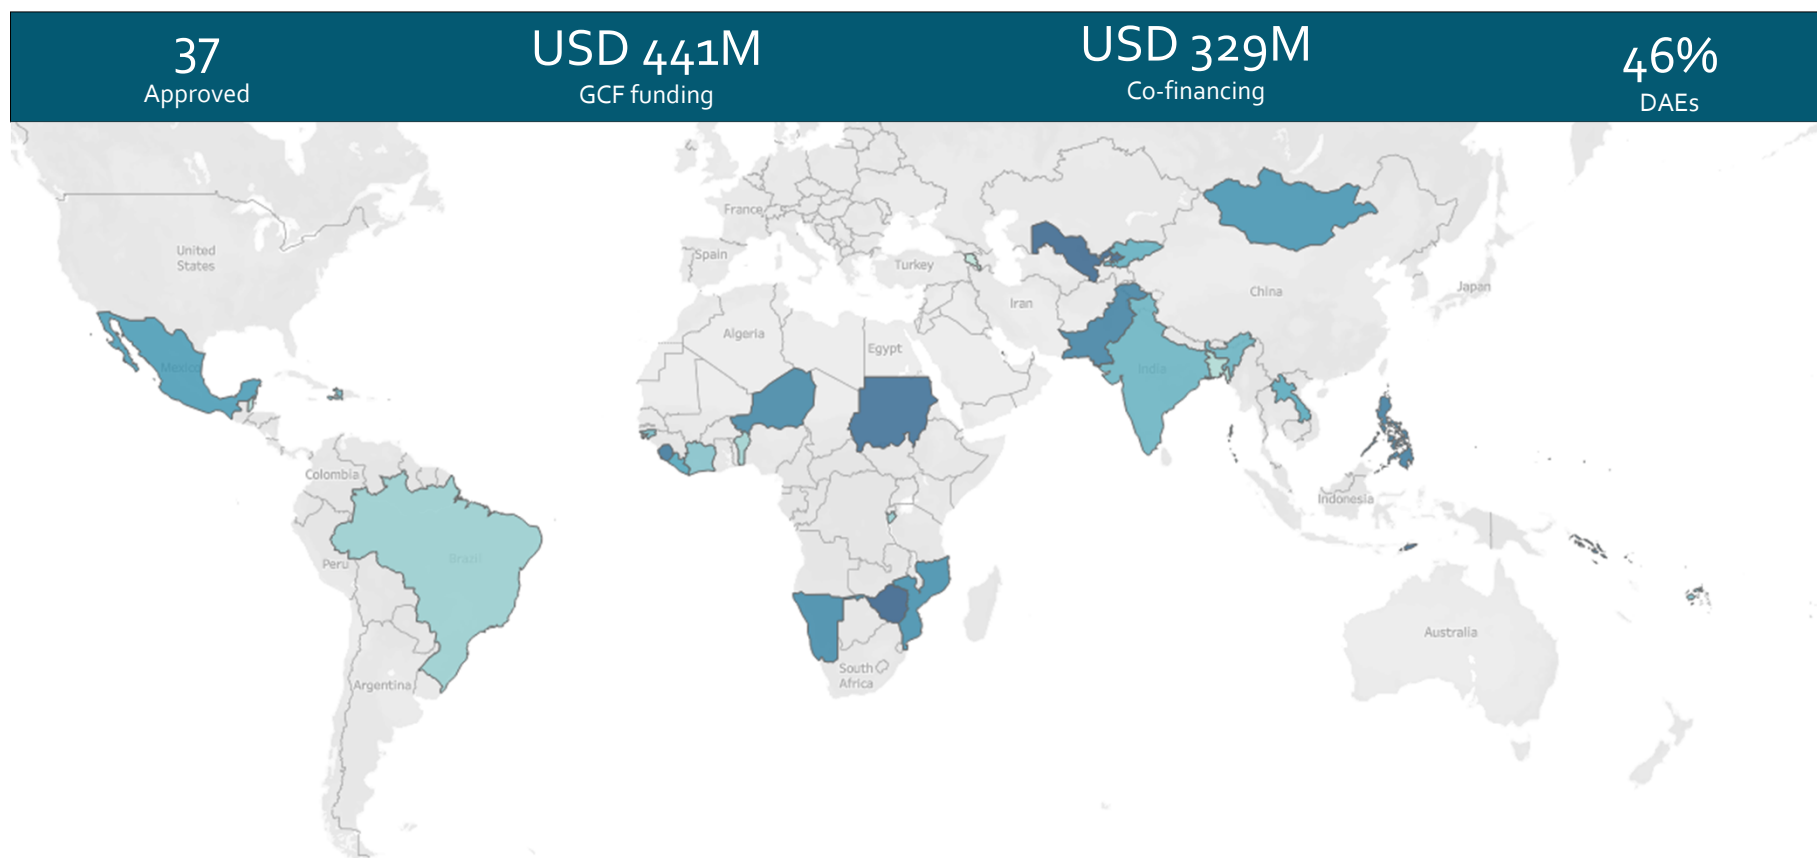 37
Approved
USD 441M
GCF funding
USD 329M
Co-financing
46%
DAEs
United
States
Mexico
Colombia
Peru
Brazil
Argentina
France
Spain
Turkey
Algeria
Egypt
Iran
China
Japan
India
Indonesia
South
Africa
Australia